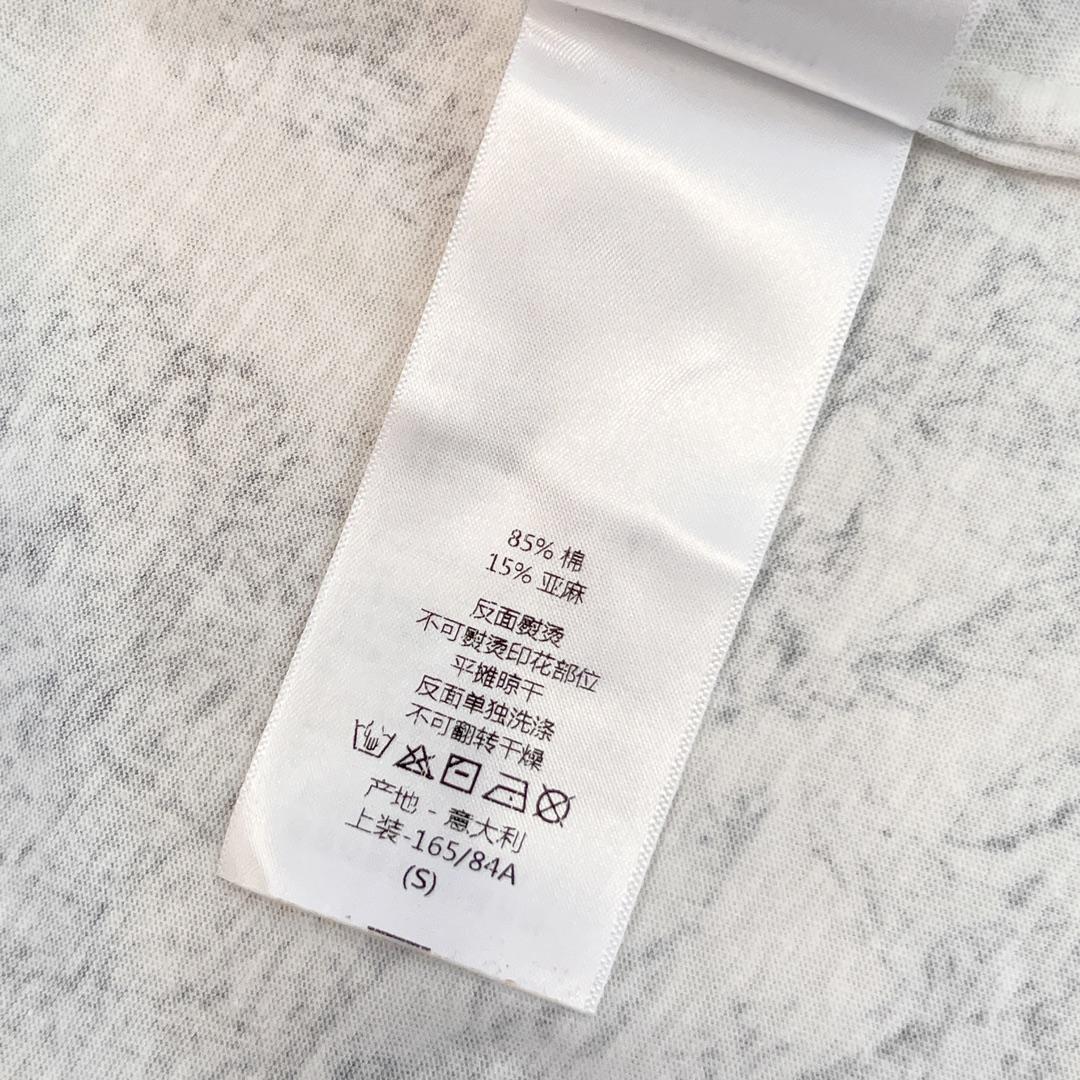 85% 棉
15% 亚麻
反面熨烫
不可熨烫印花部位
平摊晾干
反面单独洗涤
不可翻转干燥
产地 - 意大利
上装-165/84A
(S)